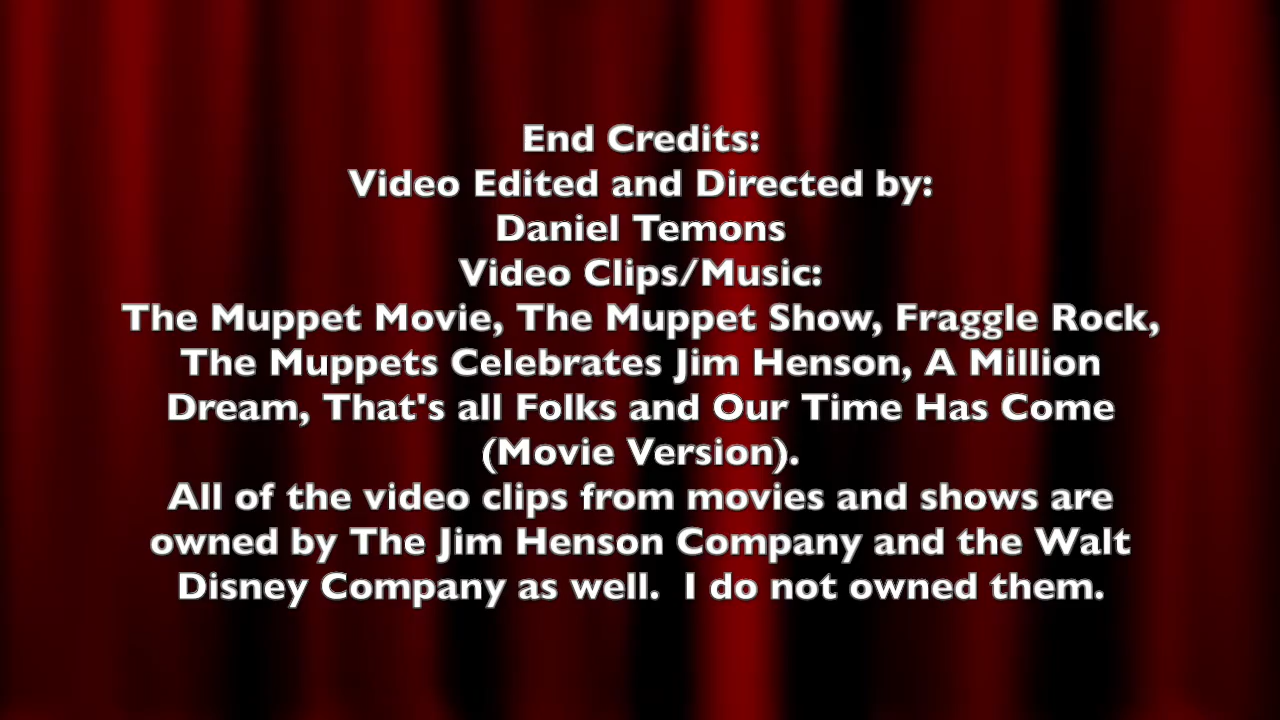 End Credits:
Video Edited and Directed by:
Daniel Temons
Video Clips/Music:
The Muppet Movie, The Muppet Show, Fraggle Rock,
The Muppets Celebrates Jim Henson, A Million
Dream, That's all Folks and Our Time Has Come
(Movie Version).
All of the video clips from movies and shows are
owned by The Jim Henson Company and the Walt
Disney Company as well.  I do not owned them.